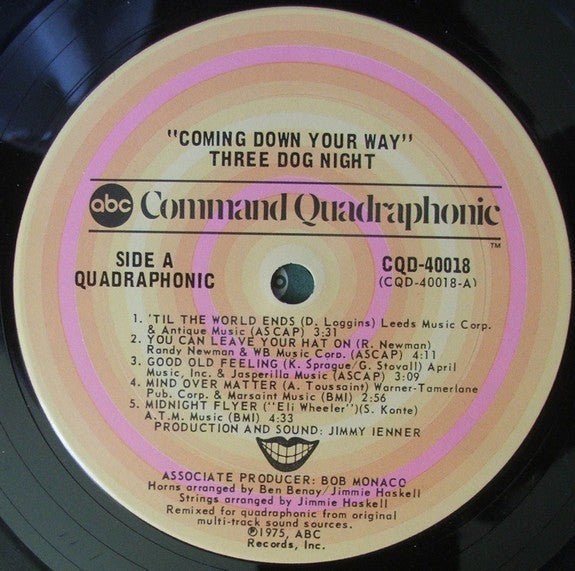 "COMING DOWN YOUR WAY"
THREE DOG NIGHT
abc Command Quadraphonic
TM
SIDE A
QUADRAPHONIC
CQD-40018
(CQD-40018-A)
1. 'TIL THE WORLD ENDS (D. Loggins) Leeds Music Corp.
& Antique Music (ASCAP) 3:31
2. YOU CAN LEAVE YOUR HAT ON (R. Newman)
Randy Newman & WB Music Corp. (ASCAP) 4:11
3. GOOD OLD FEELING (K. Sprague/G. Stovall) April
Music, Inc. & Jasperilla Music (ASCAP) 3:09
4. MIND OVER MATTER (A. Toussaint) Warner-Tamerlane
Pub. Corp. & Marsaint Music (BMI) 2:56
5. MIDNIGHT FLYER ("Eli Wheeler")(S. Konte)
A.T.M. Music (BMI) 4:33
PRODUCTION AND SOUND: JIMMY IENNER
ASSOCIATE PRODUCER: BOB MONACO
Horns arranged by Ben Benay/Jimmie Haskell
Strings arranged by Jimmie Haskell
Remixed for quadraphonic from original
multi-track sound sources.
℗1975, ABC
Records, Inc.